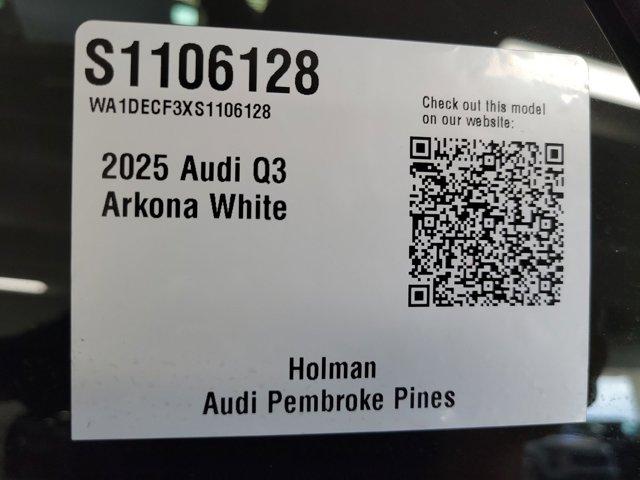 S1106128
WA1DECF3XS1106128
Check out this model
on our website:
2025 Audi Q3
Arkona White
Holman
Audi Pembroke Pines